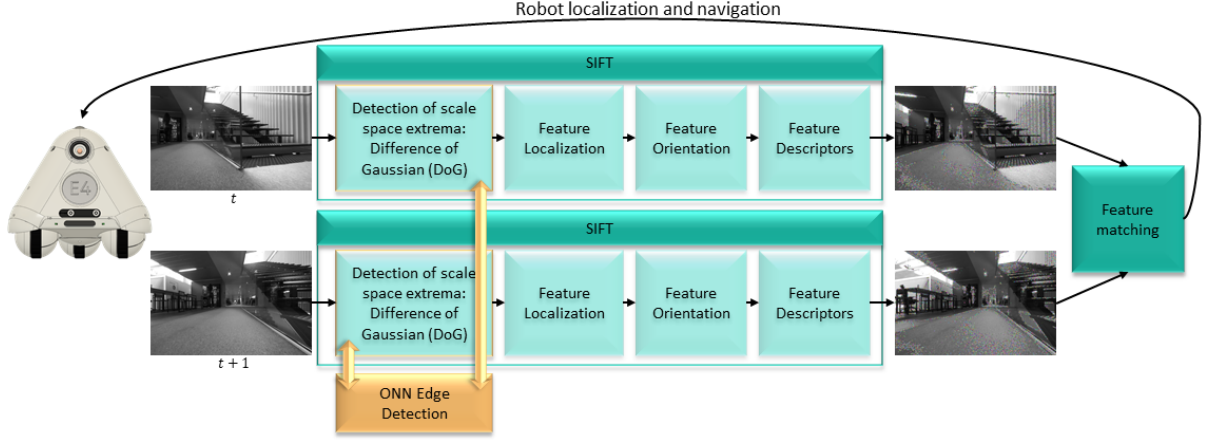 Robot localization and navigation
SIFT
Detection of scale
space extrema:
Difference of
Gaussian (DoG)
Feature
Localization
Feature
Orientation
Feature
Descriptors
t
E4
SIFT
Detection of scale
space extrema:
Difference of
Gaussian (DoG)
Feature
Localization
Feature
Orientation
Feature
Descriptors
t + 1
Feature
matching
ONN Edge
Detection